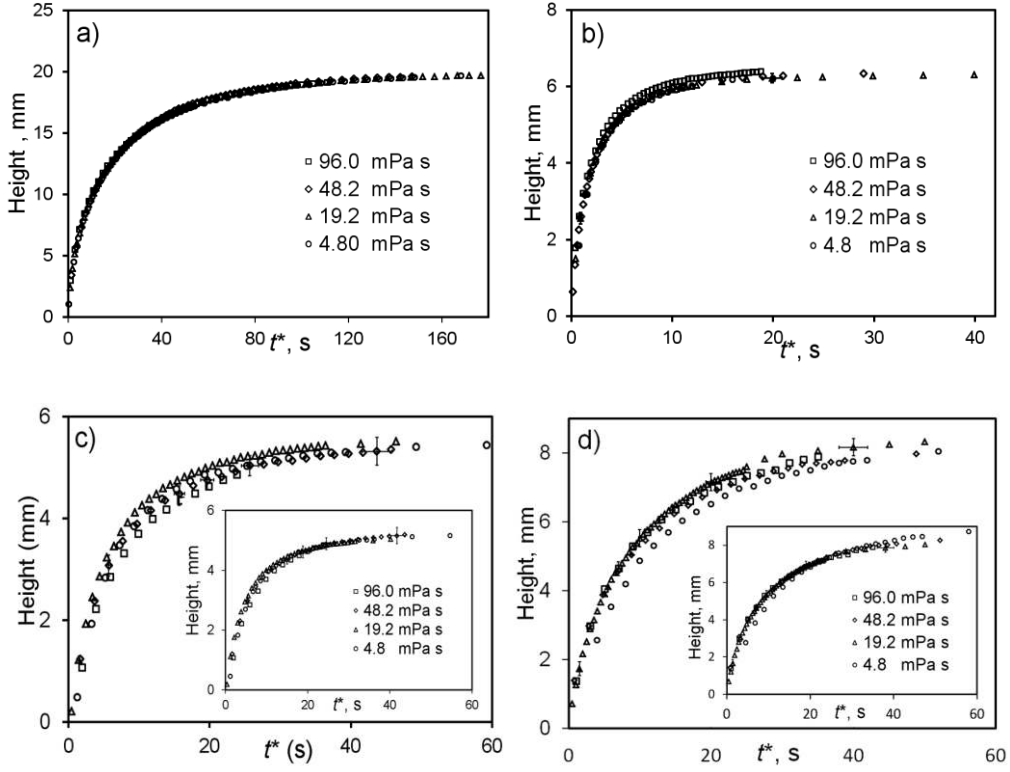 a)
Height , mm
25
20
15
10
5
0
0 40 80 120 160
t*, s
96.0 mPa s
48.2 mPa s
19.2 mPa s
4.80 mPa s
b)
Height, mm
8
6
4
2
0
0 10 20 30 40
t*, s
96.0 mPa s
48.2 mPa s
19.2 mPa s
4.8 mPa s
c)
Height (mm)
6
4
2
0
0 20 40 60
t* (s)
Height, mm
6
4
2
0
0 20 40 60
t*, s
96.0 mPa s
48.2 mPa s
19.2 mPa s
4.8 mPa s
d)
Height, mm
8
6
4
2
0
0 20 40 60
t*, s
Height, mm
8
6
4
2
0
0 10 20 30 40 50 60
t*, s
96.0 mPa s
48.2 mPa s
19.2 mPa s
4.8 mPa s